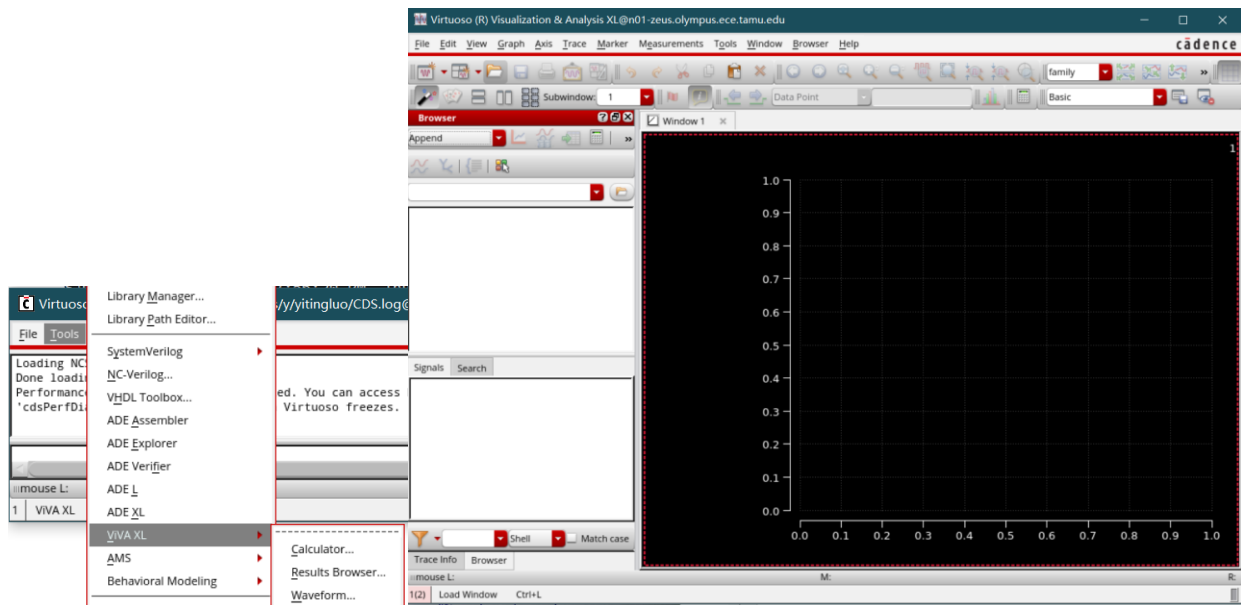 Virtuoso (R) Visualization & Analysis XL@n01-zeus.olympus.ece.tamu.edu
File Edit View Graph Axis Trace Marker Measurements Tools Window Browser Help
cādence
family
Subwindow: 1
Data Point
Basic
Browser
Window 1
Append
1
1.0
0.9
0.8
0.7
0.6
0.5
0.4
0.3
0.2
0.1
0.0
0.0 0.1 0.2 0.3 0.4 0.5 0.6 0.7 0.8 0.9 1.0
Signals Search
Shell
Match case
Trace Info Browser
mouse L: M: R:
1(2) Load Window Ctrl+L
/y/yitingluo/CDS.log@
File Tools
Loading NC
Done loadi
Performanc
ed. You can access
'cdsPerfDi
Virtuoso freezes.
mouse L:
1 ViVA XL
Library Manager...
Library Path Editor...
SystemVerilog
NC-Verilog...
VHDL Toolbox...
ADE Assembler
ADE Explorer
ADE Verifier
ADE L
ADE XL
ViVA XL
AMS
Behavioral Modeling
Calculator...
Results Browser...
Waveform...